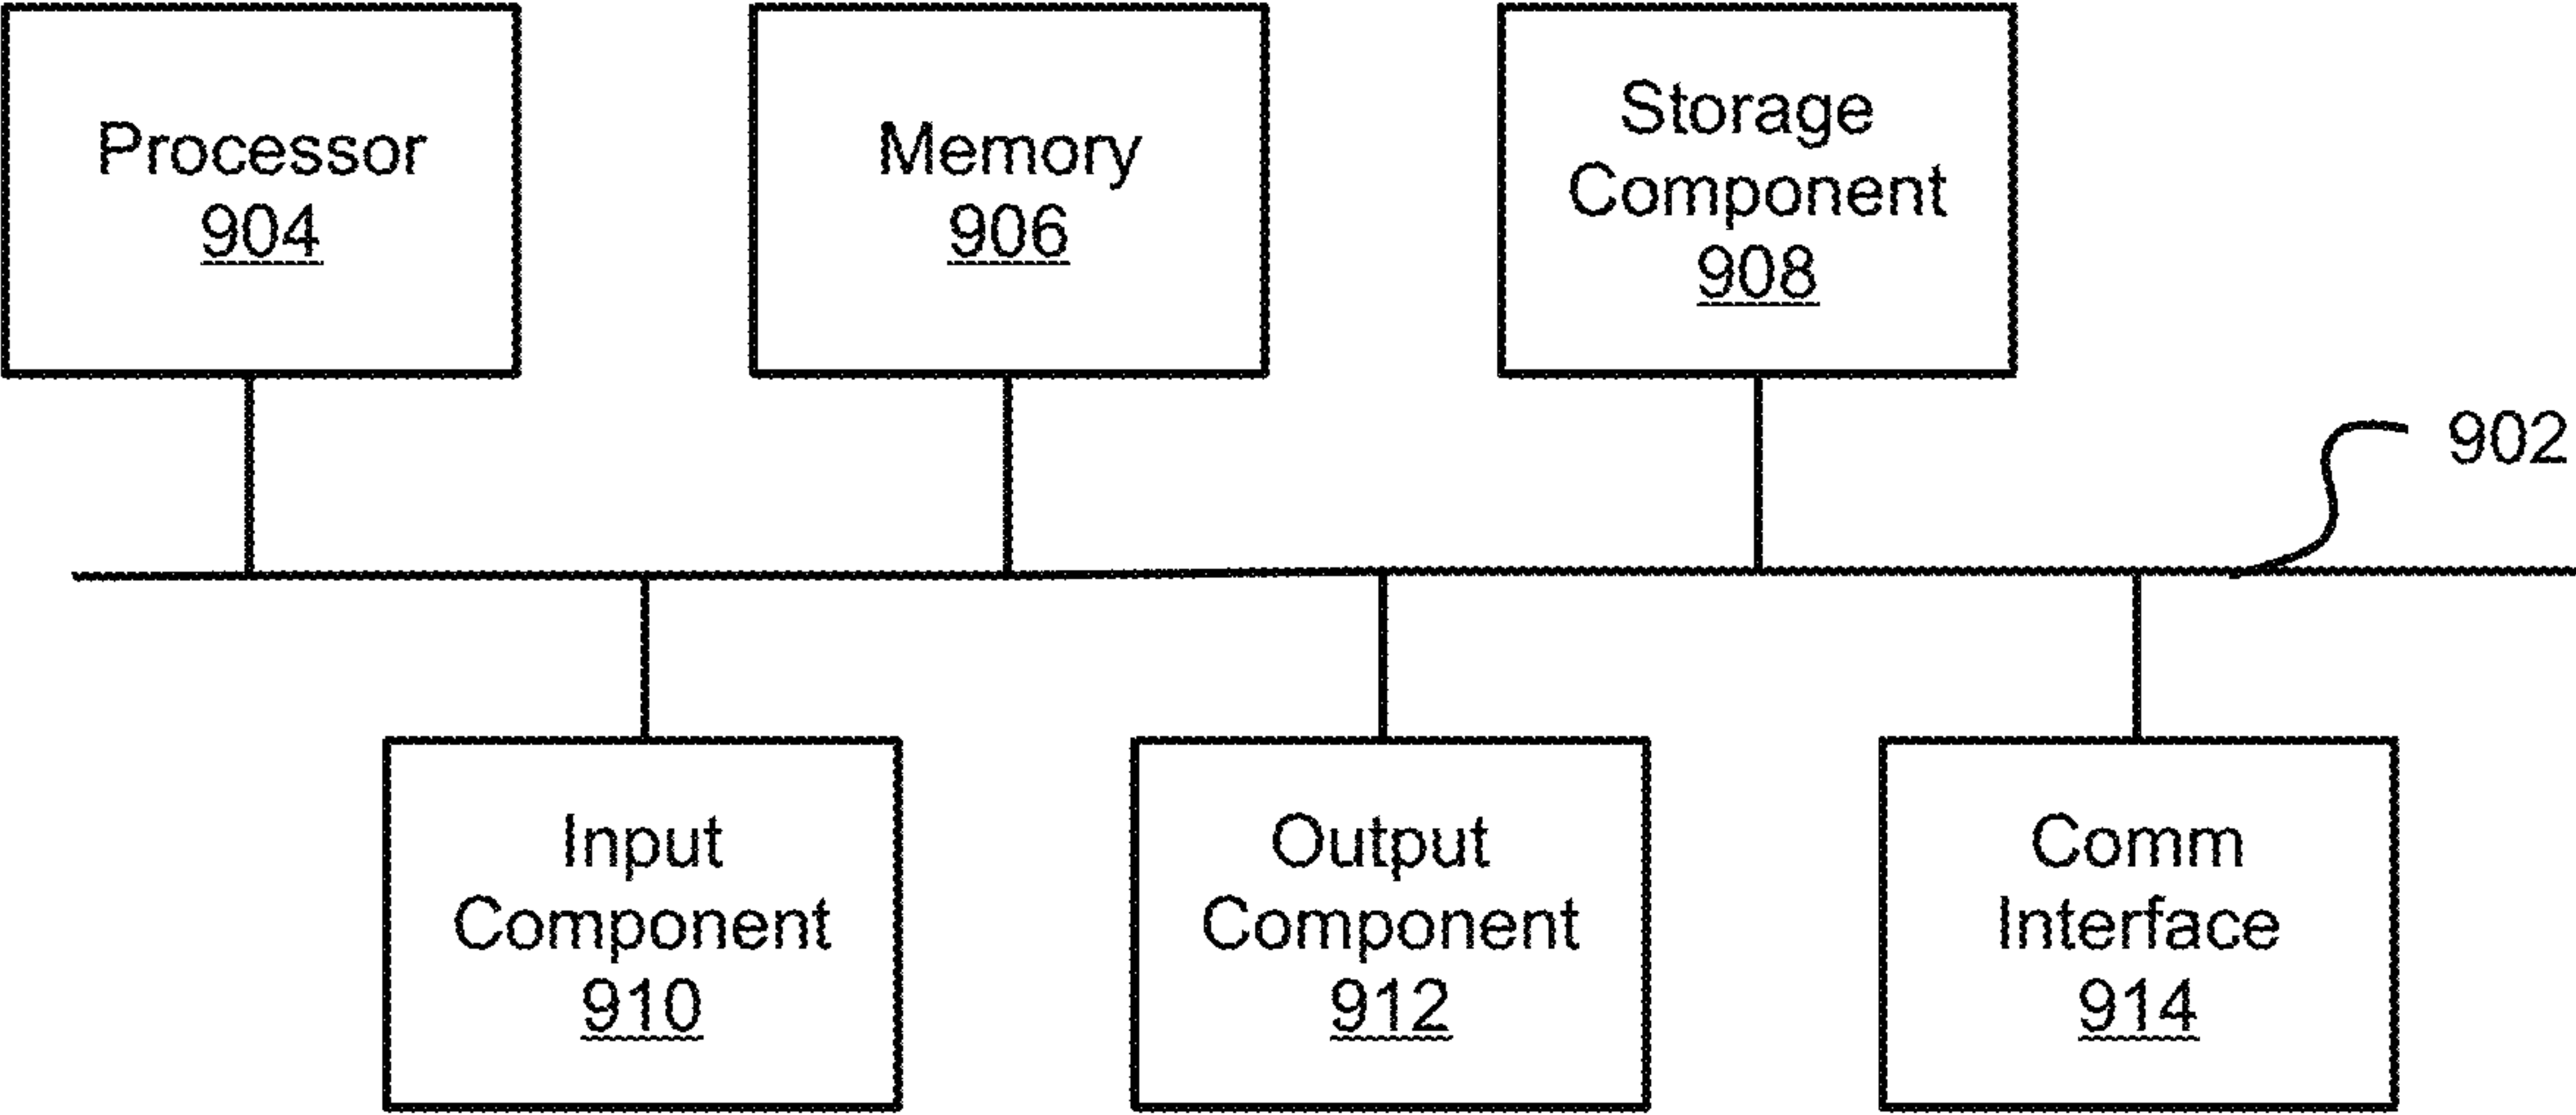 Processor
904
Memory
906
Storage
Component
908
902
Input
Component
910
Output
Component
912
Comm
Interface
914